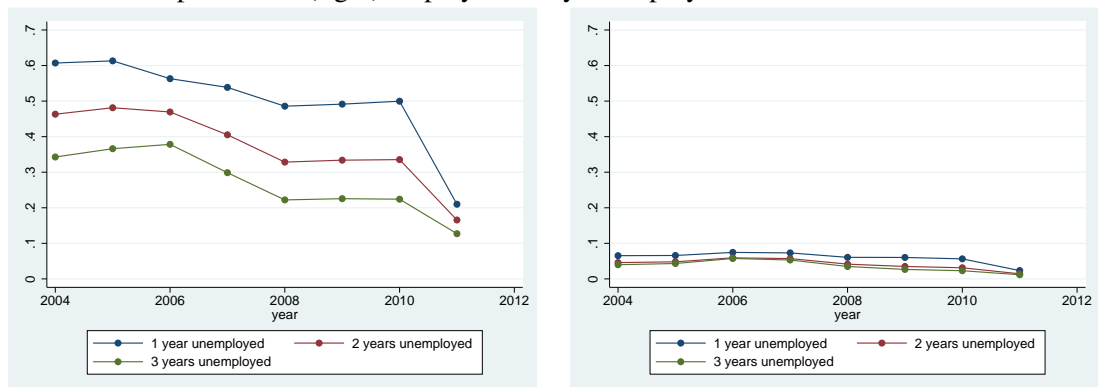 .7
.6
.5
.4
.3
.2
.1
0
2004 2006 2008 2010 2012
year
1 year unemployed 2 years unemployed
3 years unemployed
.7
.6
.5
.4
.3
.2
.1
0
2004 2006 2008 2010 2012
year
1 year unemployed 2 years unemployed
3 years unemployed